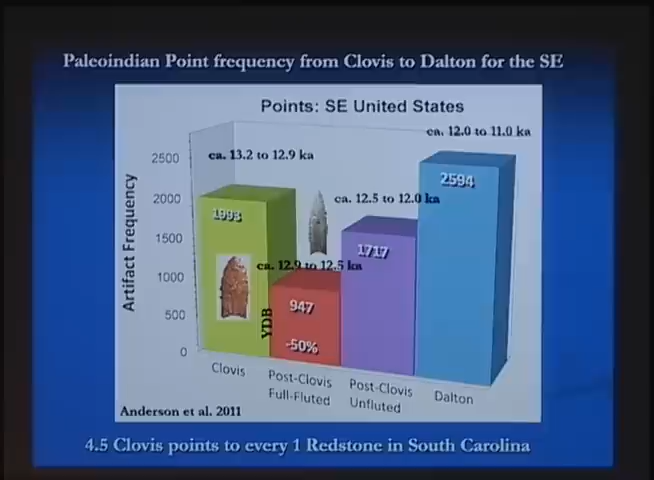 Paleoindian Point frequency from Clovis to Dalton for the SE
Points: SE United States
ca. 12.0 to 11.0 ka
ca. 13.2 to 12.9 ka
ca. 12.5 to 12.0 ka
ca. 12.9 to 12.5 ka
Artifact Frequency
2500
2000
1500
1000
500
0
1993
947
-50%
1717
2594
YDB
Clovis
Post-Clovis
Full-Fluted
Post-Clovis
Unfluted
Dalton
Anderson et al. 2011
4.5 Clovis points to every 1 Redstone in South Carolina